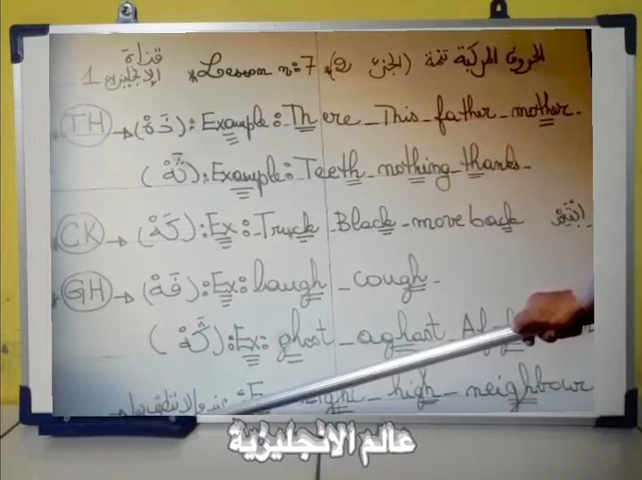 قناة الإنجليزي 1 *Lesson n:7 (الجزء 2)* الحروف المركبة تتمة
TH → (ذَهْ): Example: There - This - father - mother.
(ثَهْ): Example: Teeth - nothing - thanks -
CK → (كَهْ): Ex: Truck - Black - move back
GH → (فَهْ): Ex: laugh - cough -
Ex: ghost - aghast
high - neighbour
عالم الانجليزية